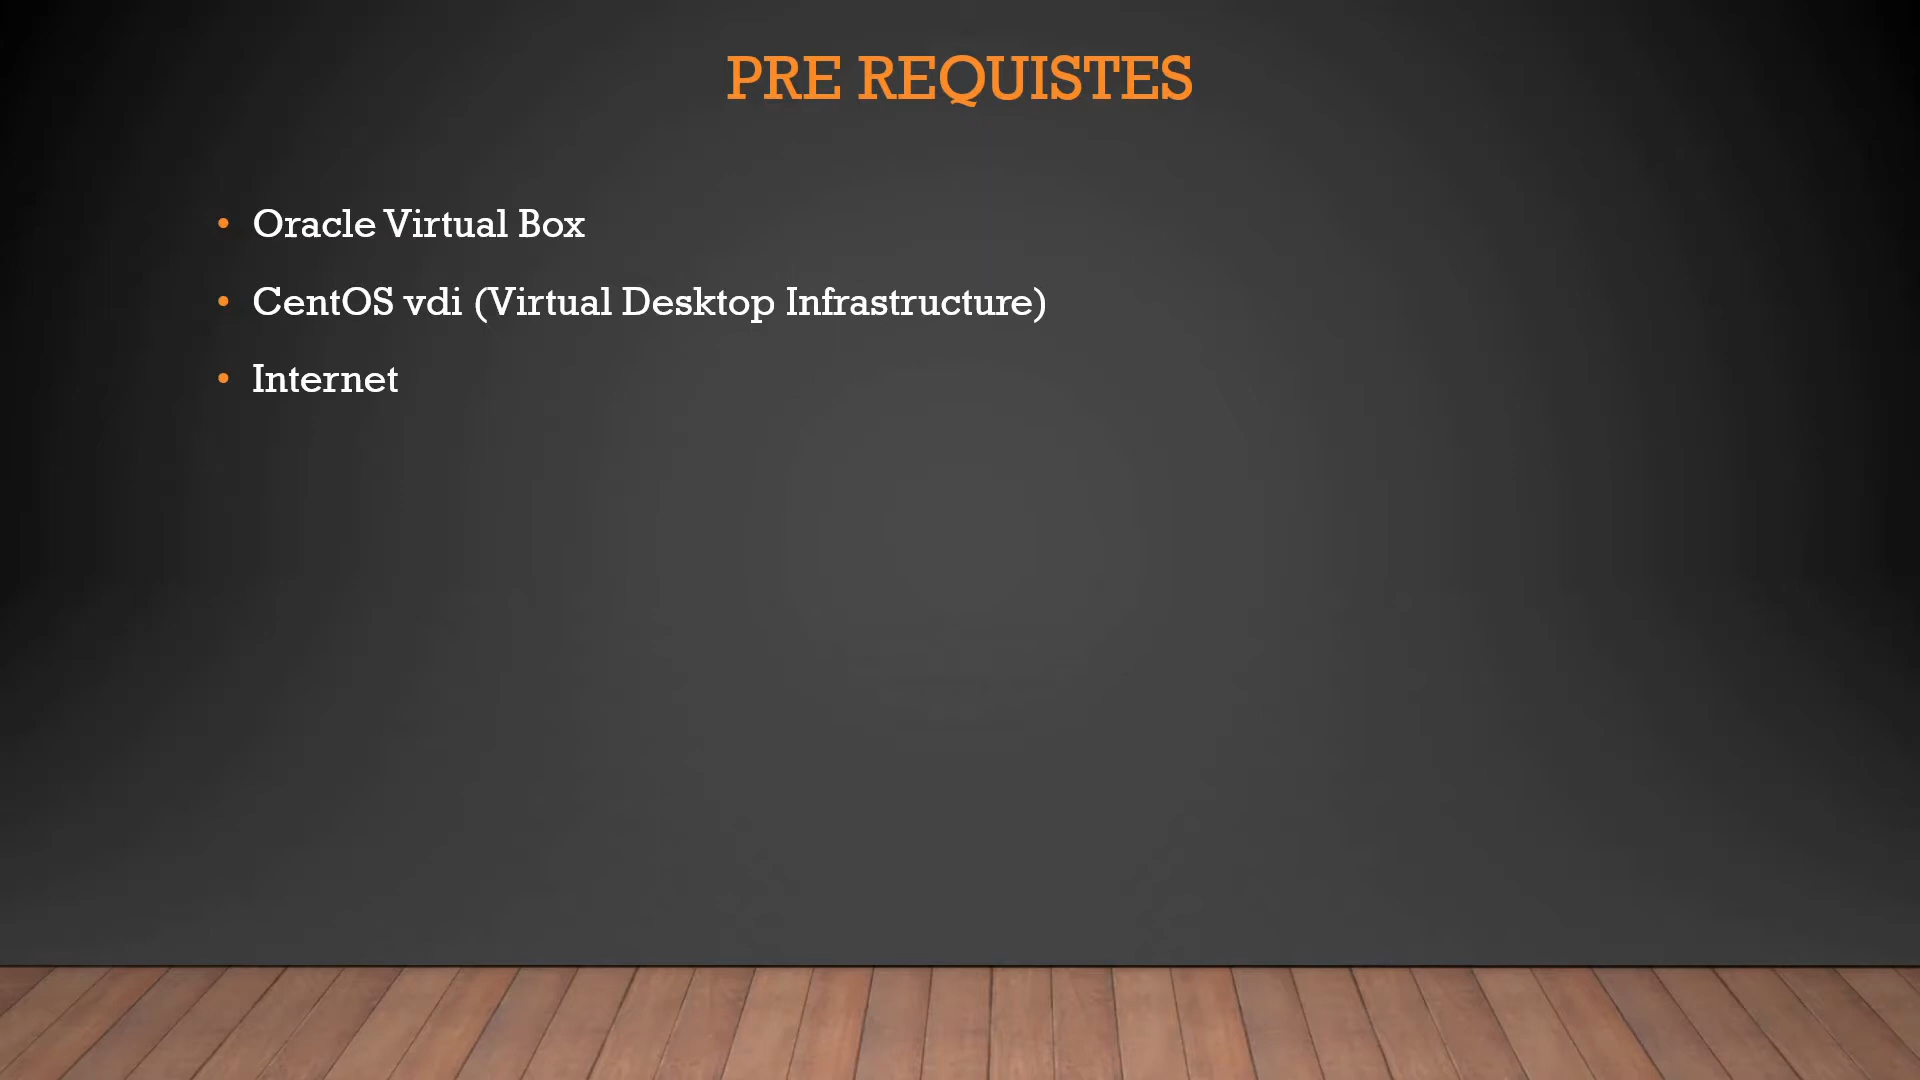 PRE REQUISTES
• Oracle Virtual Box
• CentOS vdi (Virtual Desktop Infrastructure)
• Internet